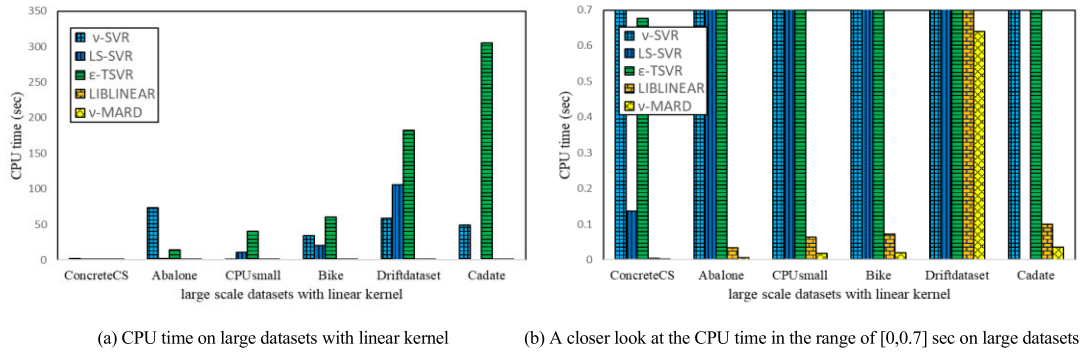 350
300
250
200
150
100
50
0
CPU time (sec)
ν-SVR
LS-SVR
ε-TSVR
LIBLINEAR
ν-MARD
ConcreteCS Abalone CPUsmall Bike Driftdataset Cadate
large scale datasets with linear kernel
(a) CPU time on large datasets with linear kernel
0.7
0.6
0.5
0.4
0.3
0.2
0.1
0
CPU time (sec)
ν-SVR
LS-SVR
ε-TSVR
LIBLINEAR
ν-MARD
ConcreteCS Abalone CPUsmall Bike Driftdataset Cadate
large scale datasets with linear kernel
(b) A closer look at the CPU time in the range of [0,0.7] sec on large datasets